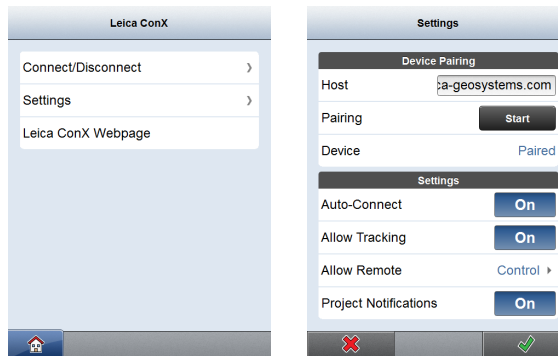 Leica ConX
Connect/Disconnect
Settings
Leica ConX Webpage
Settings
Device Pairing
Host ca-geosystems.com
Pairing Start
Device Paired
Settings
Auto-Connect On
Allow Tracking On
Allow Remote Control
Project Notifications On